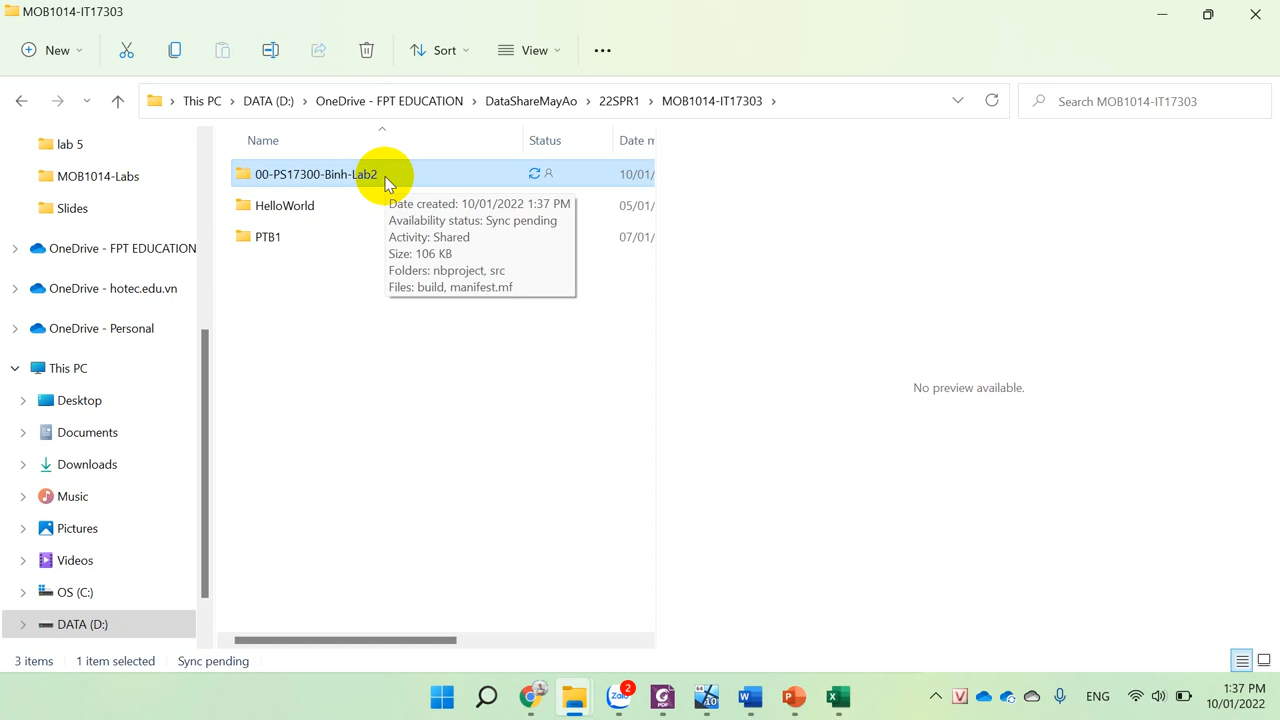 MOB1014-IT17303
New
Sort
View
This PC > DATA (D:) > OneDrive - FPT EDUCATION > DataShareMayAo > 22SPR1 > MOB1014-IT17303 >
Search MOB1014-IT17303
lab 5
MOB1014-Labs
Slides
OneDrive - FPT EDUCATION
OneDrive - hotec.edu.vn
OneDrive - Personal
This PC
Desktop
Documents
Downloads
Music
Pictures
Videos
OS (C:)
DATA (D:)
Name Status Date m
00-PS17300-Binh-Lab2 10/01/
HelloWorld 05/01/
PTB1 07/01/
Date created: 10/01/2022 1:37 PM
Availability status: Sync pending
Activity: Shared
Size: 106 KB
Folders: nbproject, src
Files: build, manifest.mf
No preview available.
3 items 1 item selected Sync pending
Zalo 2
PDF
64
10
ENG
1:37 PM
10/01/2022